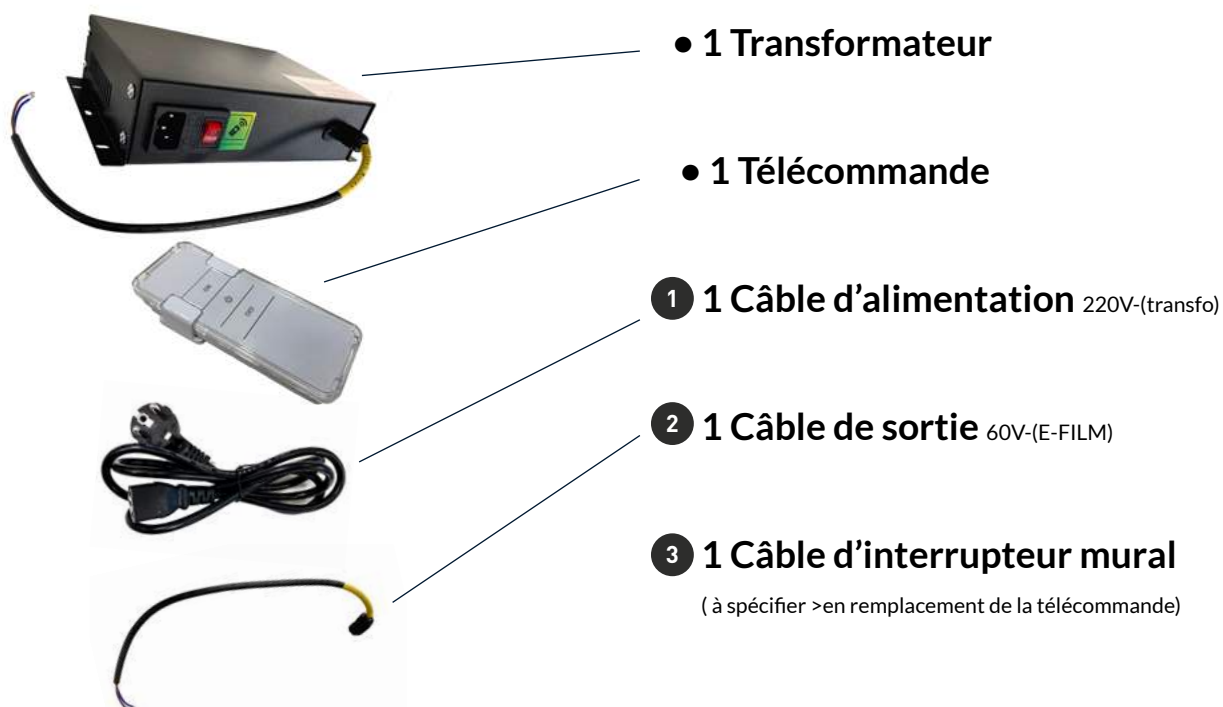 • 1 Transformateur
• 1 Télécommande
1 1 Câble d’alimentation 220V-(transfo)
2 1 Câble de sortie 60V-(E-FILM)
3 1 Câble d’interrupteur mural
( à spécifier >en remplacement de la télécommande)